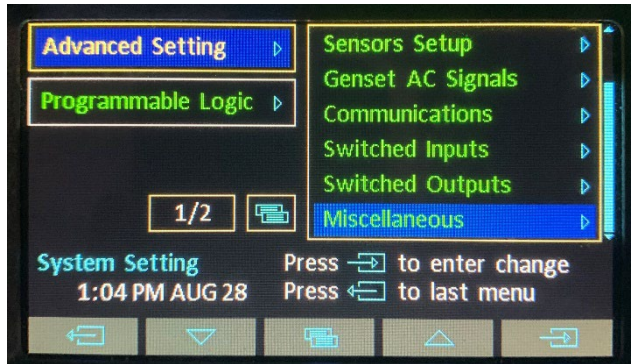 Advanced Setting
Programmable Logic
1/2
Sensors Setup
Genset AC Signals
Communications
Switched Inputs
Switched Outputs
Miscellaneous
System Setting
Press to enter change
1:04 PM AUG 28
Press to last menu